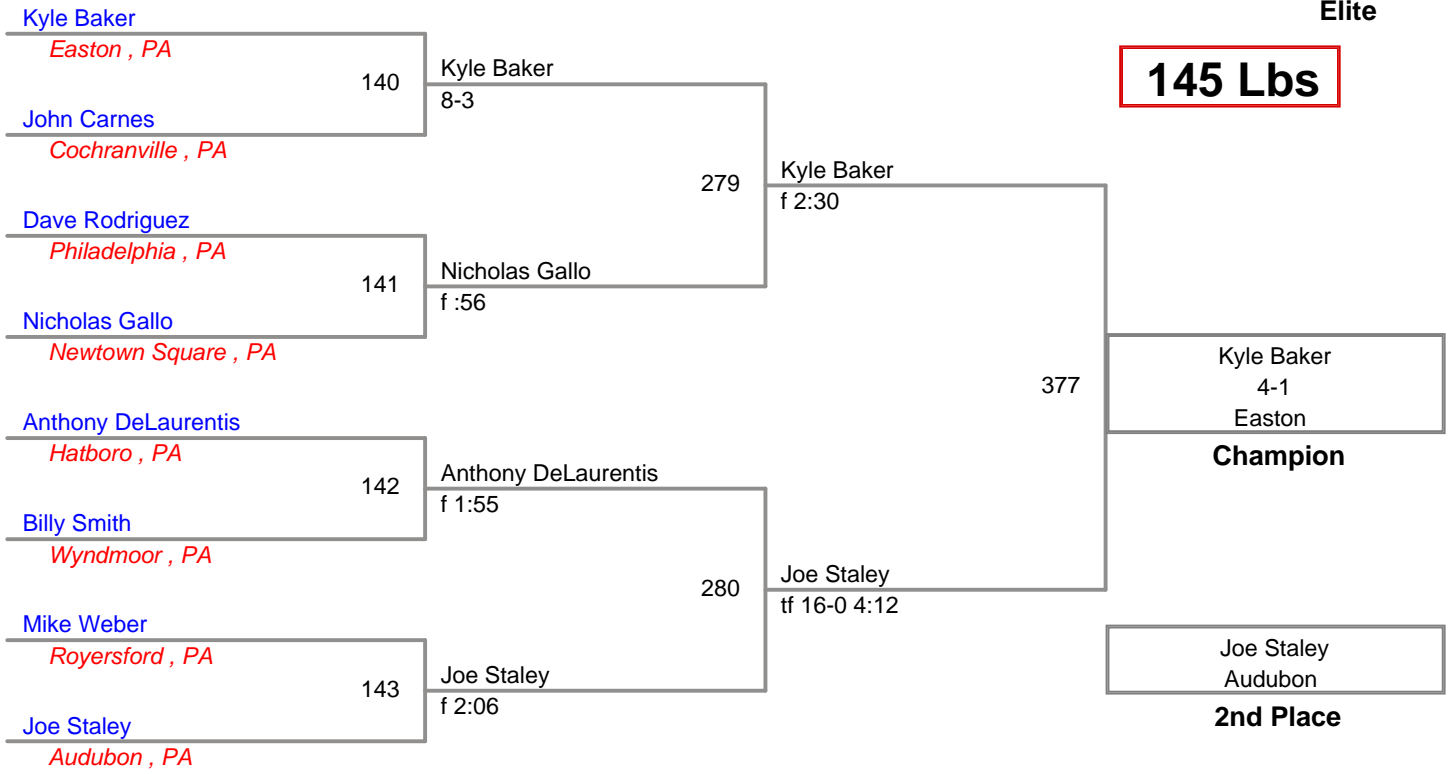 Elite
145 Lbs
Kyle Baker
Easton , PA
140
John Carnes
Cochranville , PA
Kyle Baker
8-3
Dave Rodriguez
Philadelphia , PA
141
Nicholas Gallo
Newtown Square , PA
Nicholas Gallo
f :56
279
Kyle Baker
f 2:30
Anthony DeLaurentis
Hatboro , PA
142
Billy Smith
Wyndmoor , PA
Anthony DeLaurentis
f 1:55
Mike Weber
Royersford , PA
143
Joe Staley
Audubon , PA
Joe Staley
f 2:06
280
Joe Staley
tf 16-0 4:12
377
Kyle Baker
4-1
Easton
Champion
Joe Staley
Audubon
2nd Place